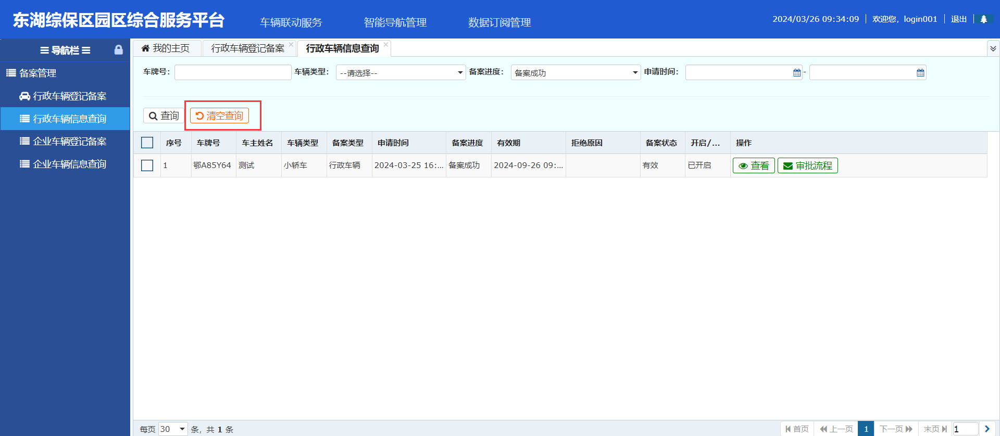 东湖综保区园区综合服务平台
车辆联动服务 智能导航管理 数据订阅管理
2024/03/26 09:34:09 欢迎您，login001 退出
导航栏
备案管理
行政车辆登记备案
行政车辆信息查询
企业车辆登记备案
企业车辆信息查询
我的主页 行政车辆登记备案 行政车辆信息查询
车牌号： 车辆类型： --请选择-- 备案进度： 备案成功 申请时间： -
查询 清空查询
序号 车牌号 车主姓名 车辆类型 备案类型 申请时间 备案进度 有效期 拒绝原因 备案状态 开启/... 操作
1 鄂A85Y64 测试 小轿车 行政车辆 2024-03-25 16:... 备案成功 2024-09-26 09:... 有效 已开启 查看 审批流程
每页 30 条，共 1 条 首页 上一页 1 下一页 末页 1